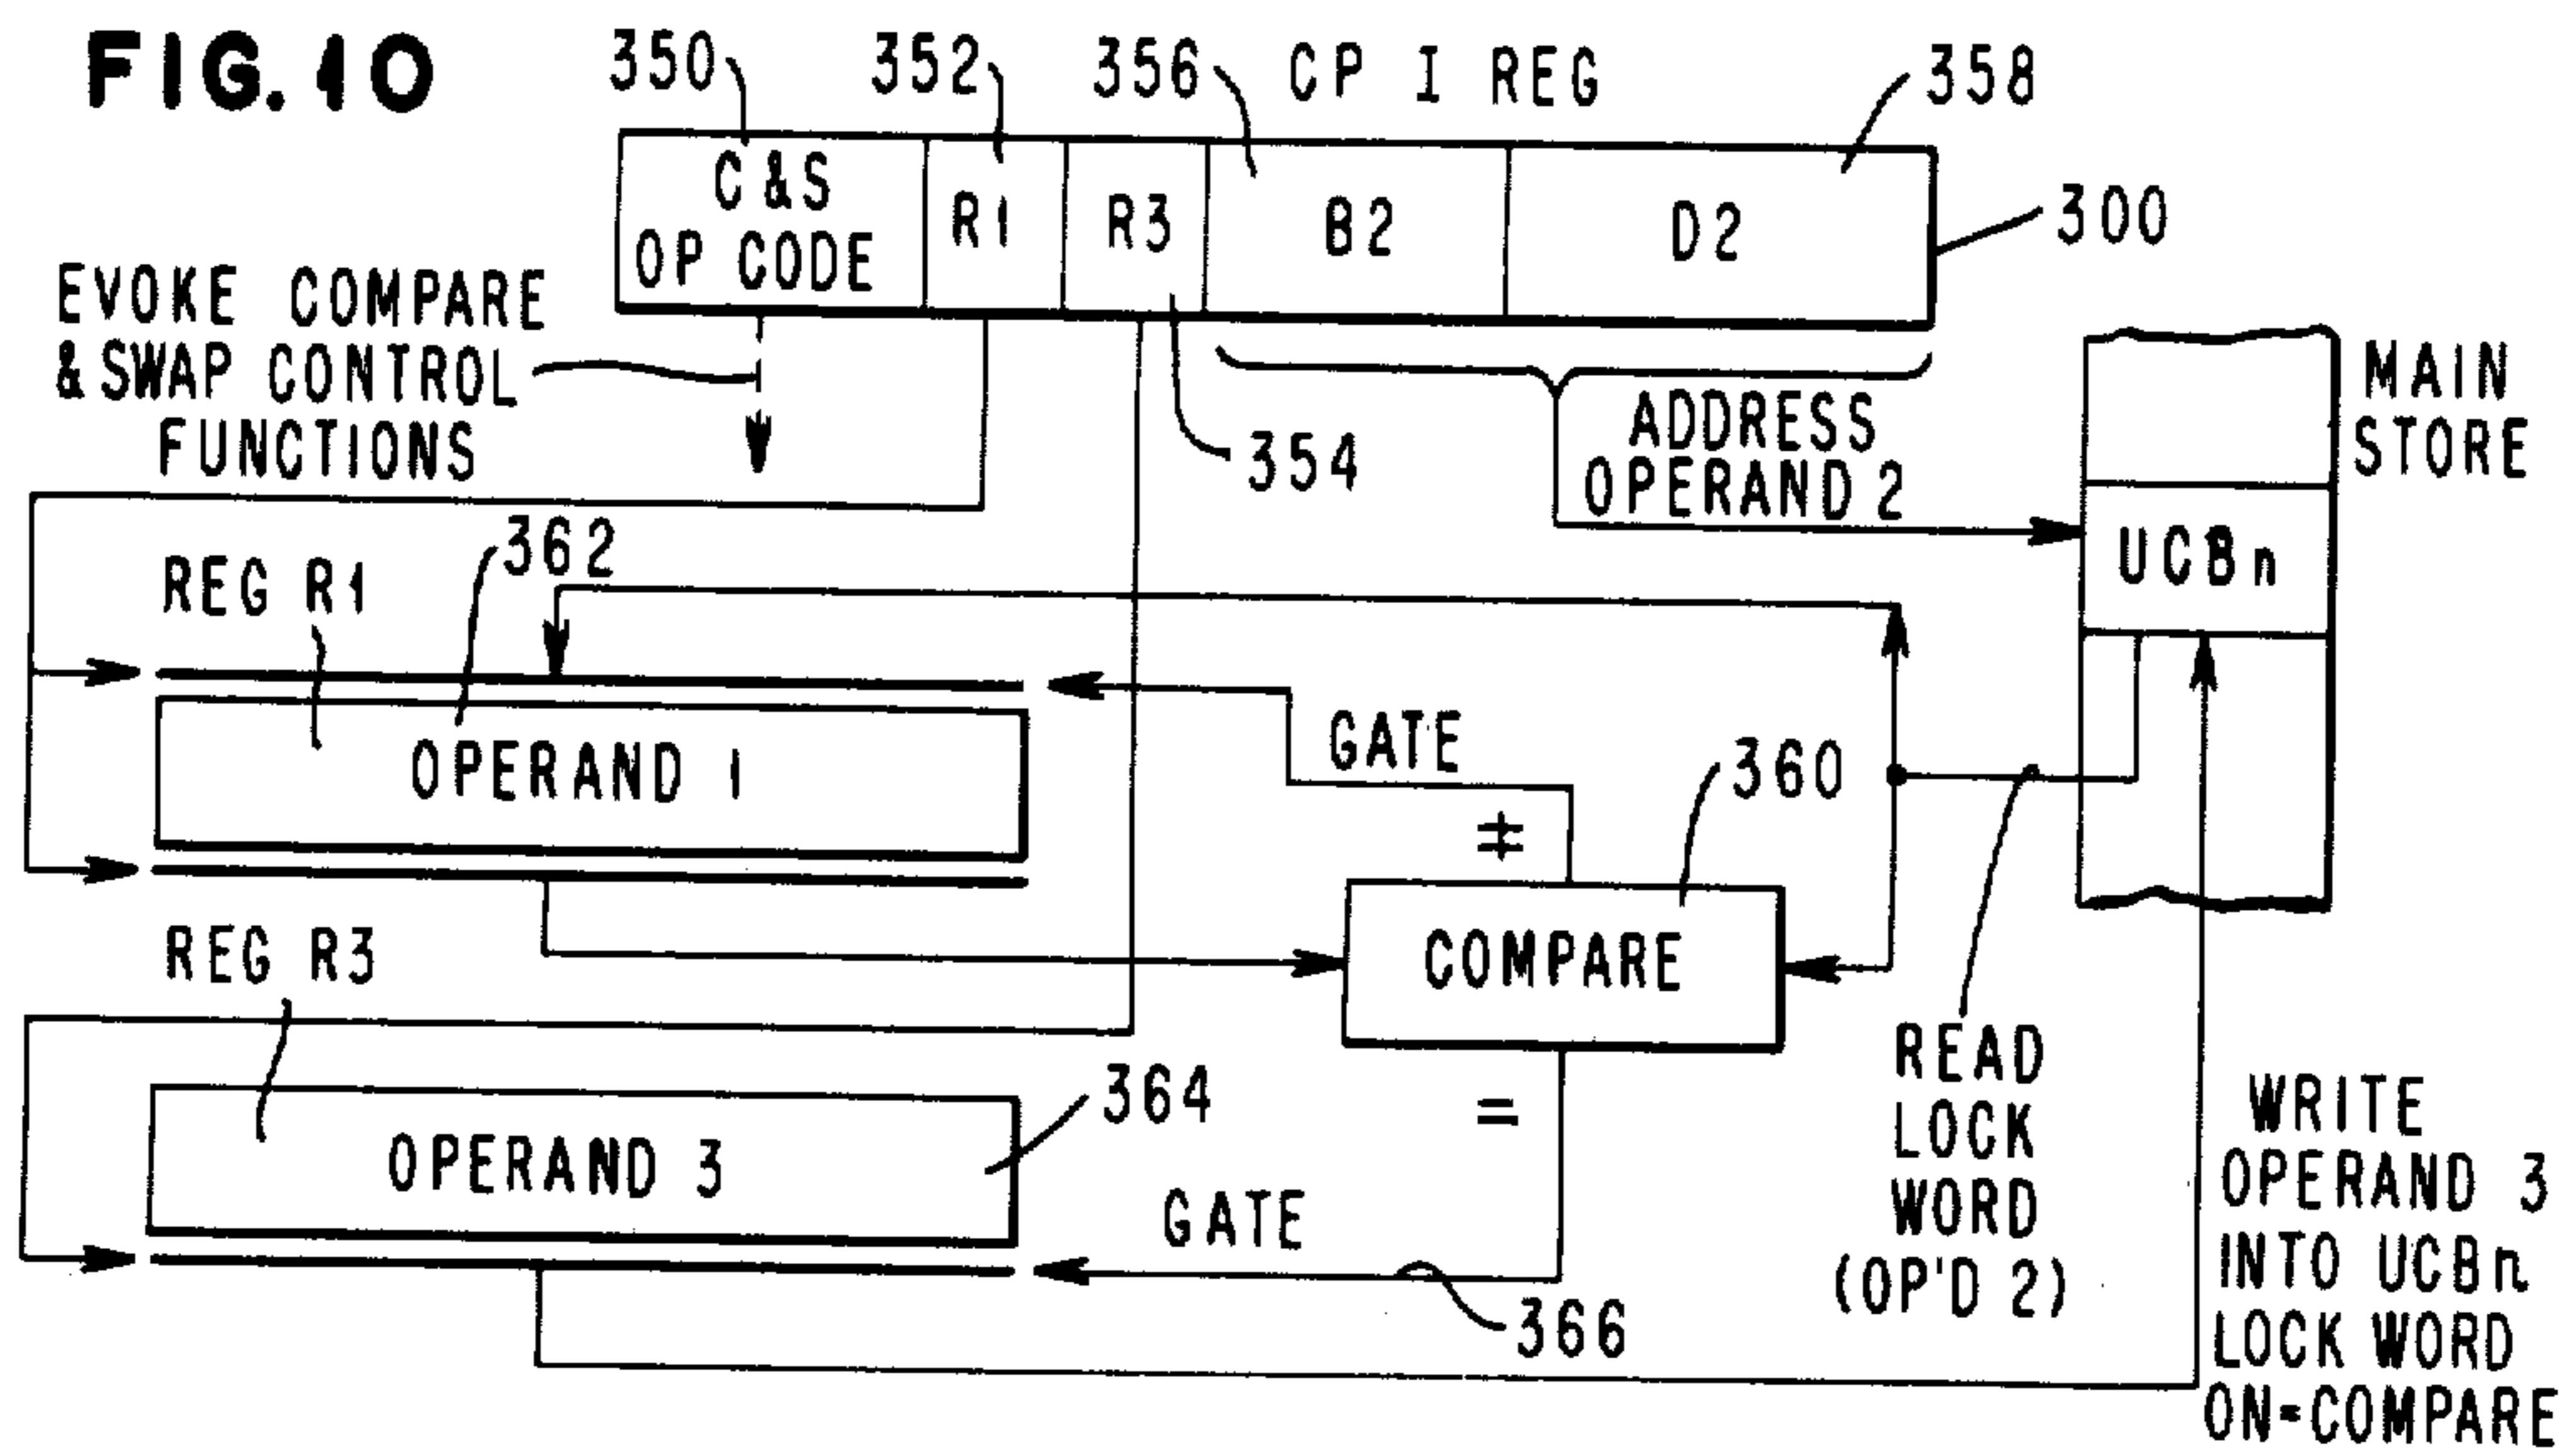 FIG. 10
350
352
356
CP I REG
358
C & S
OP CODE
R1
R3
B2
D2
300
EVOKE COMPARE
& SWAP CONTROL
FUNCTIONS
354
ADDRESS
OPERAND 2
MAIN
STORE
UCBn
REG R1
362
OPERAND 1
GATE
≠
360
COMPARE
REG R3
=
READ
LOCK
WORD
(OP'D 2)
364
OPERAND 3
GATE
366
WRITE
OPERAND 3
INTO UCBn
LOCK WORD
ON=COMPARE